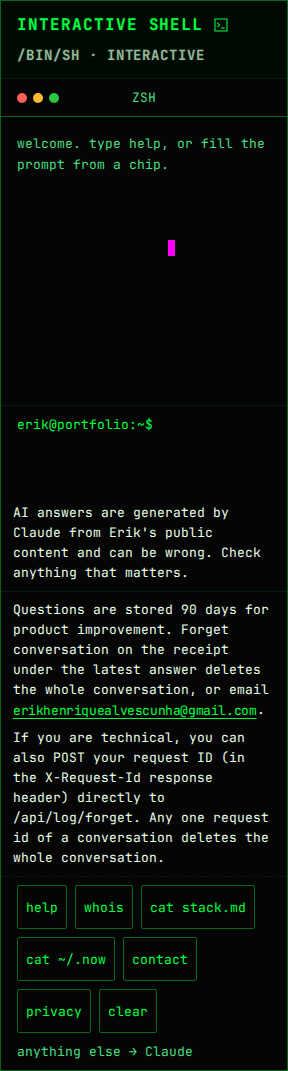 INTERACTIVE SHELL
/BIN/SH · INTERACTIVE
ZSH
welcome. type help, or fill the
prompt from a chip.
erik@portfolio:~$
AI answers are generated by
Claude from Erik's public
content and can be wrong. Check
anything that matters.
Questions are stored 90 days for
product improvement. Forget
conversation on the receipt
under the latest answer deletes
the whole conversation, or email
erikhenriquealvescunha@gmail.com.
If you are technical, you can
also POST your request ID (in
the X-Request-Id response
header) directly to
/api/log/forget. Any one request
id of a conversation deletes the
whole conversation.
help
whois
cat stack.md
cat ~/.now
contact
privacy
clear
anything else → Claude